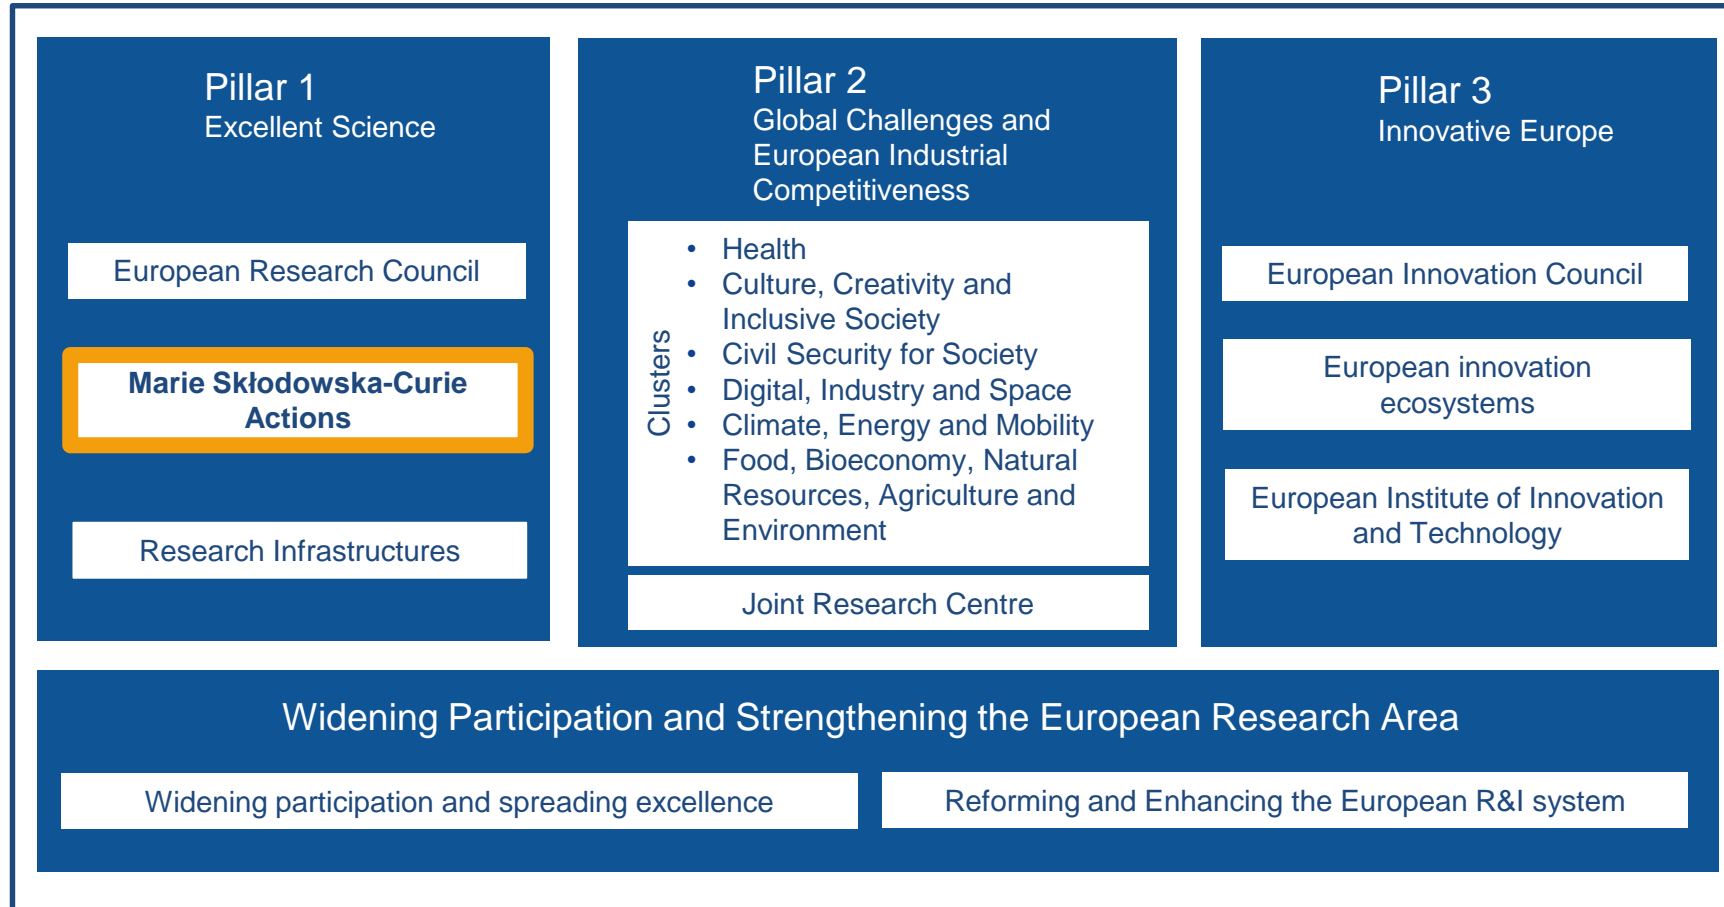 Pillar 1
Excellent Science
European Research Council
Marie Skłodowska-Curie
Actions
Research Infrastructures
Pillar 2
Global Challenges and
European Industrial
Competitiveness
Clusters
• Health
• Culture, Creativity and
Inclusive Society
• Civil Security for Society
• Digital, Industry and Space
• Climate, Energy and Mobility
• Food, Bioeconomy, Natural
Resources, Agriculture and
Environment
Joint Research Centre
Pillar 3
Innovative Europe
European Innovation Council
European innovation
ecosystems
European Institute of Innovation
and Technology
Widening Participation and Strengthening the European Research Area
Widening participation and spreading excellence
Reforming and Enhancing the European R&I system